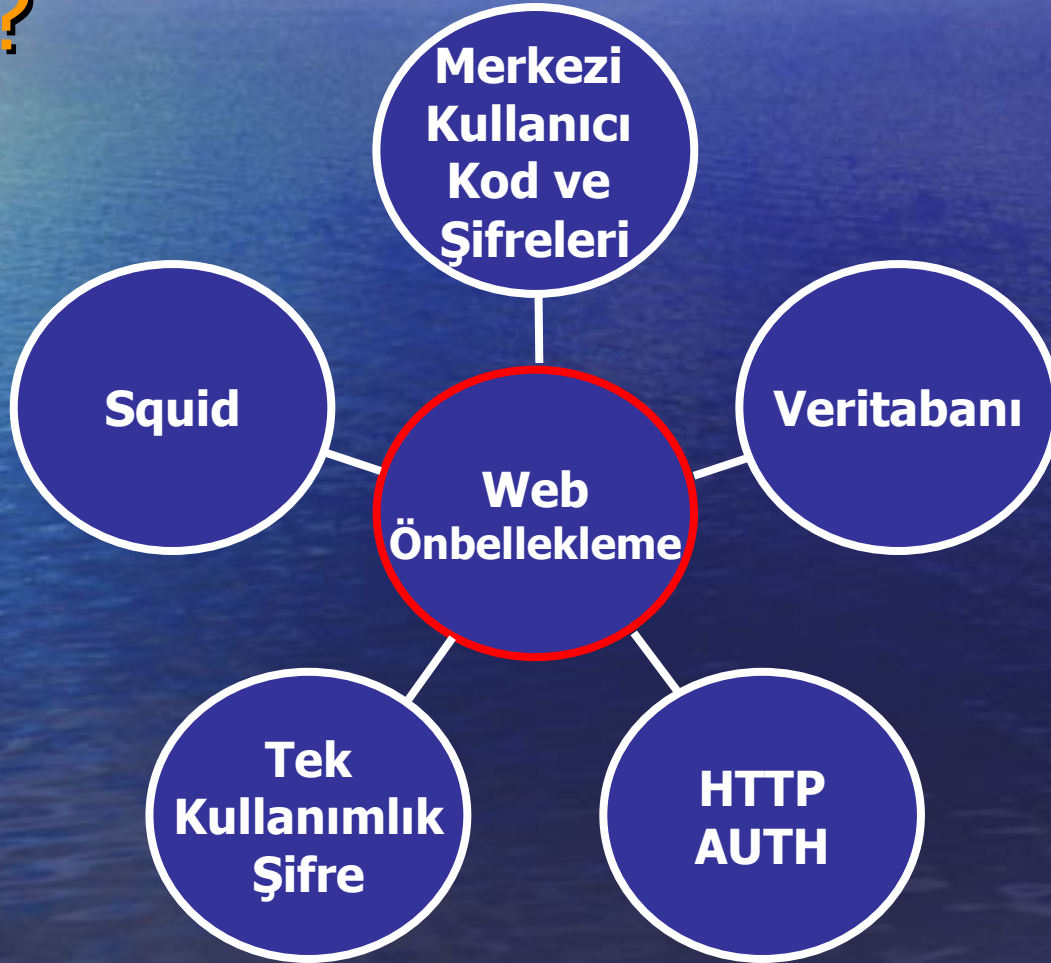 ?
Merkezi
Kullanıcı
Kod ve
Şifreleri
Squid
Veritabanı
Web
Önbellekleme
Tek
Kullanımlık
Şifre
HTTP
AUTH